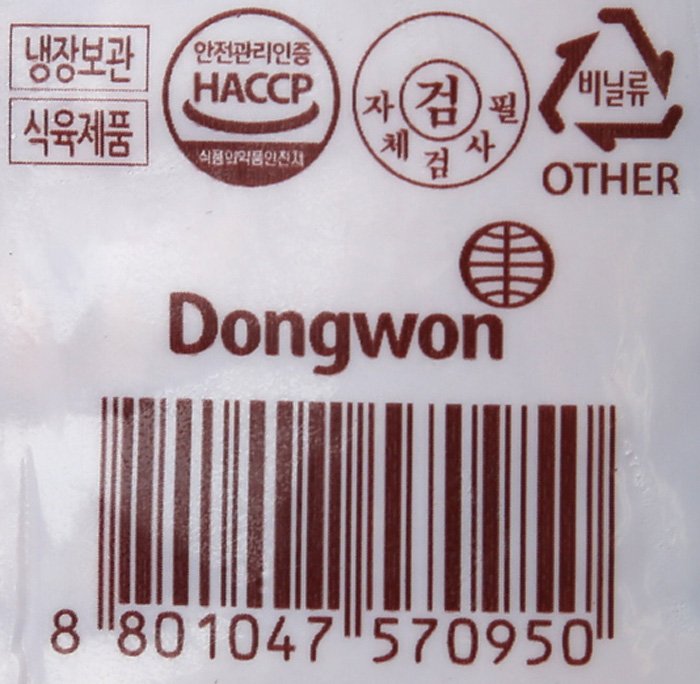 냉장보관
식육제품
안전관리인증
HACCP
식품의약품안전처
검
자체검사필
비닐류
OTHER
Dongwon
8 801047 570950